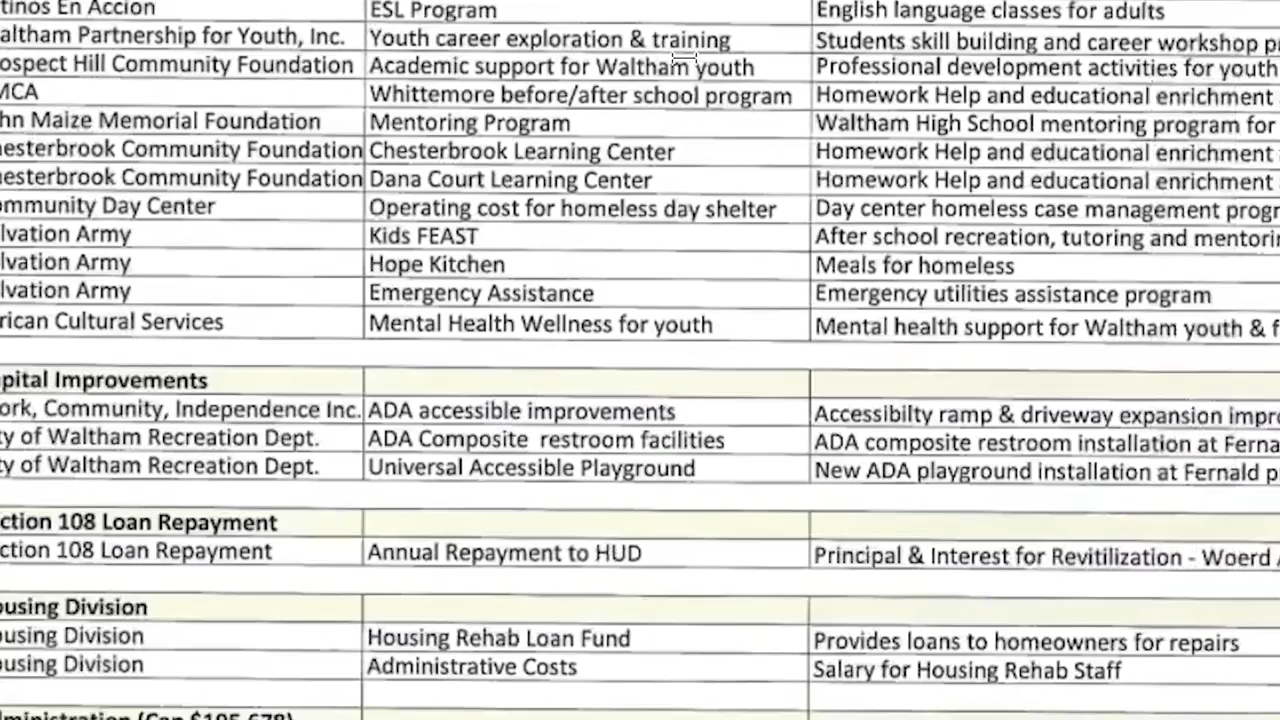 tinos En Accion ESL Program English language classes for adults
altham Partnership for Youth, Inc. Youth career exploration & training Students skill building and career workshop p
ospect Hill Community Foundation Academic support for Waltham youth Professional development activities for youth
MCA Whittemore before/after school program Homework Help and educational enrichment
hn Maize Memorial Foundation Mentoring Program Waltham High School mentoring program for
hesterbrook Community Foundation Chesterbrook Learning Center Homework Help and educational enrichment
hesterbrook Community Foundation Dana Court Learning Center Homework Help and educational enrichment
ommunity Day Center Operating cost for homeless day shelter Day center homeless case management progr
lvation Army Kids FEAST After school recreation, tutoring and mentorin
lvation Army Hope Kitchen Meals for homeless
lvation Army Emergency Assistance Emergency utilities assistance program
rican Cultural Services Mental Health Wellness for youth Mental health support for Waltham youth & f
pital Improvements
ork, Community, Independence Inc. ADA accessible improvements Accessibilty ramp & driveway expansion impro
ty of Waltham Recreation Dept. ADA Composite restroom facilities ADA composite restroom installation at Ferna
ty of Waltham Recreation Dept. Universal Accessible Playground New ADA playground installation at Fernald p
ction 108 Loan Repayment
ction 108 Loan Repayment Annual Repayment to HUD Principal & Interest for Revitilization - Woerd
ousing Division
ousing Division Housing Rehab Loan Fund Provides loans to homeowners for repairs
ousing Division Administrative Costs Salary for Housing Rehab Staff
ministration (Cap $195,678)